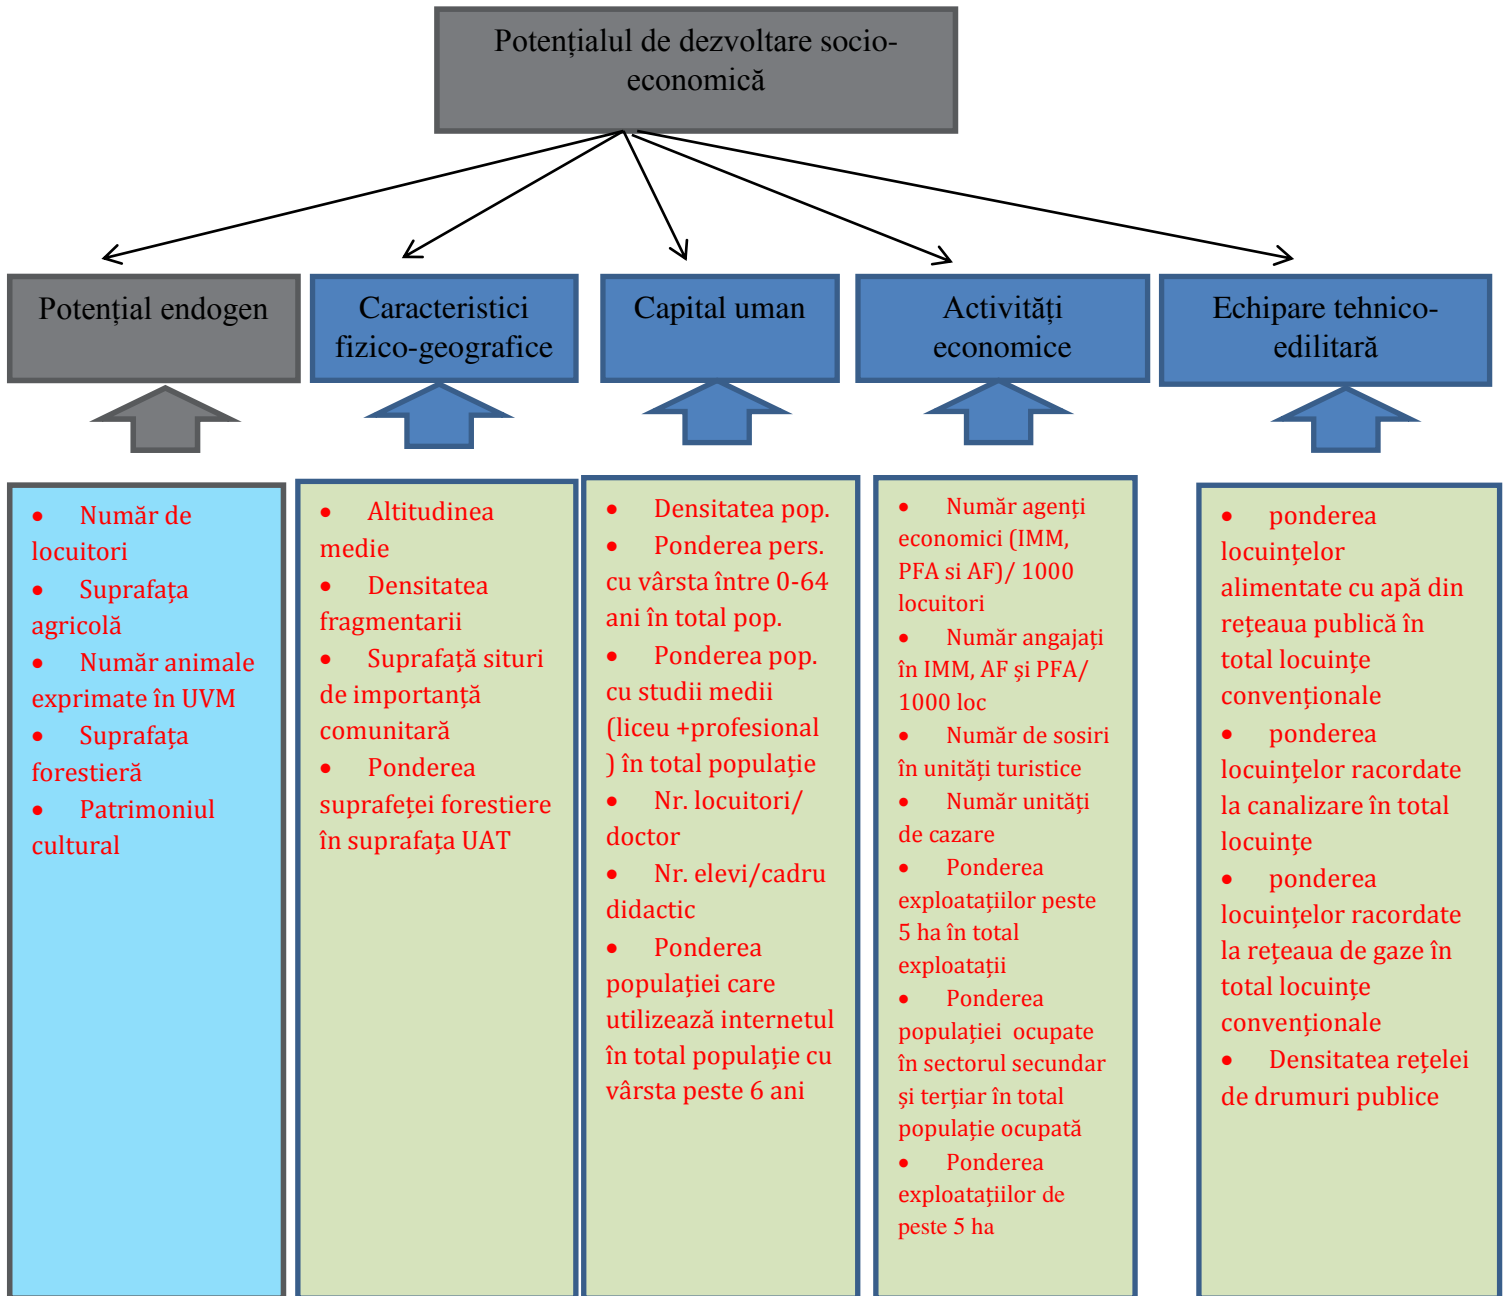 Potențialul de dezvoltare socio-
economică
Potențial endogen
Caracteristici
fizico-geografice
Capital uman
Activități
economice
Echipare tehnico-
edilitară
• Număr de
locuitori
• Suprafața
agricolă
• Număr animale
exprimate în UVM
• Suprafața
forestieră
• Patrimoniul
cultural
• Altitudinea
medie
• Densitatea
fragmentarii
• Suprafață situri
de importanță
comunitară
• Ponderea
suprafeței forestiere
în suprafața UAT
• Densitatea pop.
• Ponderea pers.
cu vârsta între 0-64
ani în total pop.
• Ponderea pop.
cu studii medii
(liceu +profesional
) în total populație
• Nr. locuitori/
doctor
• Nr. elevi/cadru
didactic
• Ponderea
populației care
utilizează internetul
în total populație cu
vârsta peste 6 ani
• Număr agenți
economici (IMM,
PFA si AF)/ 1000
locuitori
• Număr angajați
în IMM, AF și PFA/
1000 loc
• Număr de sosiri
în unități turistice
• Număr unități
de cazare
• Ponderea
exploatațiilor peste
5 ha în total
exploatații
• Ponderea
populației ocupate
în sectorul secundar
și terțiar în total
populație ocupată
• Ponderea
exploatațiilor de
peste 5 ha
• ponderea
locuințelor
alimentate cu apă din
rețeaua publică în
total locuințe
convenționale
• ponderea
locuințelor racordate
la canalizare în total
locuințe
• ponderea
locuințelor racordate
la rețeaua de gaze în
total locuințe
convenționale
• Densitatea rețelei
de drumuri publice